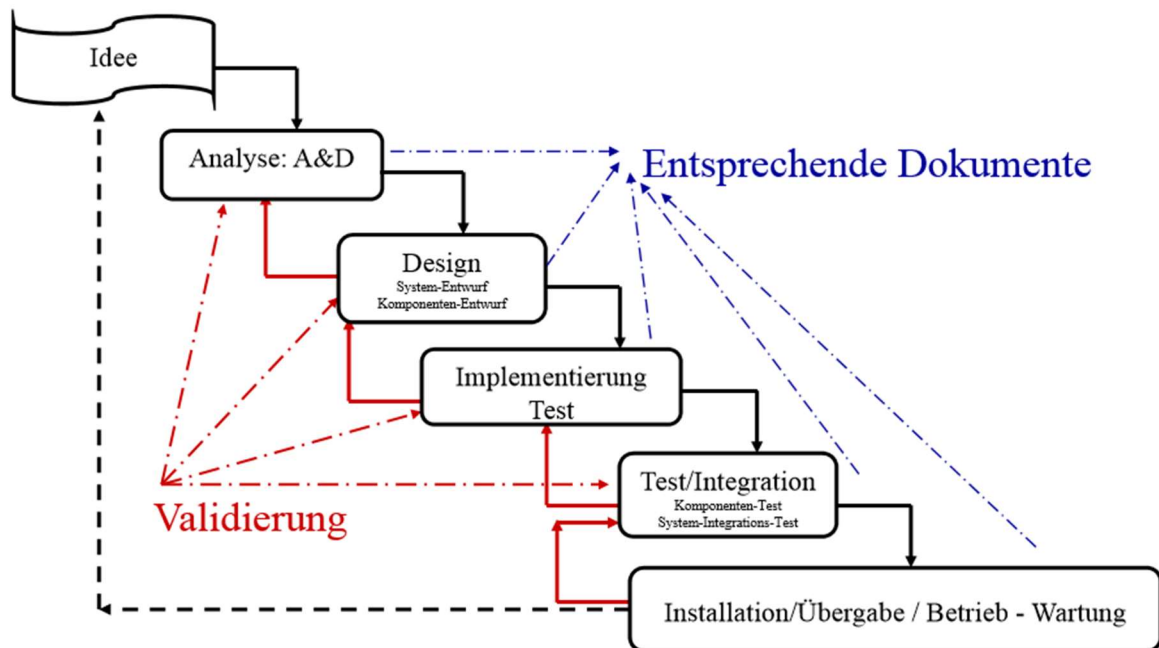 Idee
Analyse: A&D
Entsprechende Dokumente
Design
System-Entwurf
Komponenten-Entwurf
Implementierung
Test
Test/Integration
Komponenten-Test
System-Integrations-Test
Validierung
Installation/Übergabe / Betrieb - Wartung